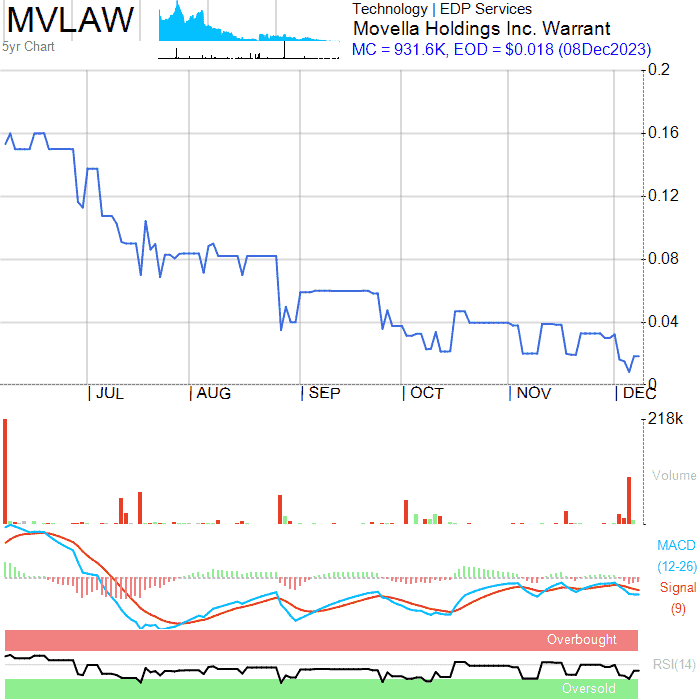 MVLAW
5yr Chart
Technology | EDP Services
Movella Holdings Inc. Warrant
MC = 931.6K, EOD = $0.018 (08Dec2023)
0.2
0.16
0.12
0.08
0.04
0
| JUL | AUG | SEP | OCT | NOV | DEC
218k
Volume
MACD
(12-26)
Signal
(9)
Overbought
RSI(14)
Oversold